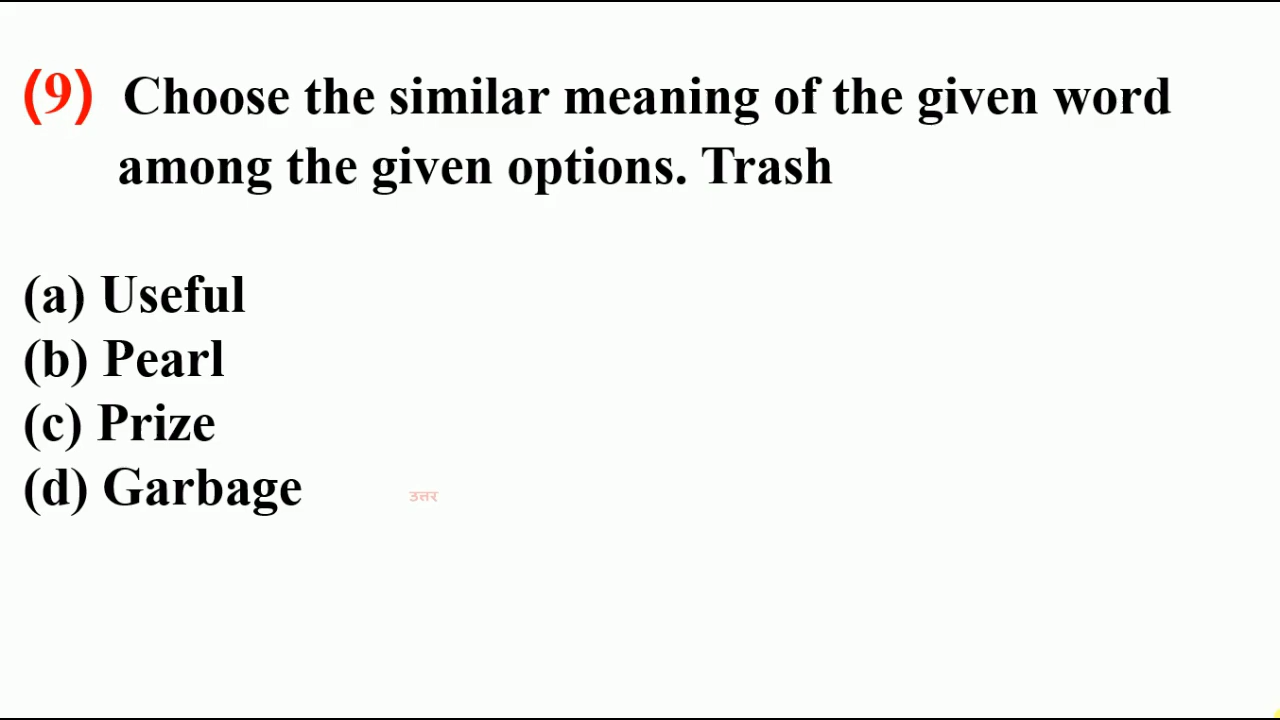 (9) Choose the similar meaning of the given word
among the given options. Trash
(a) Useful
(b) Pearl
(c) Prize
(d) Garbage उत्तर